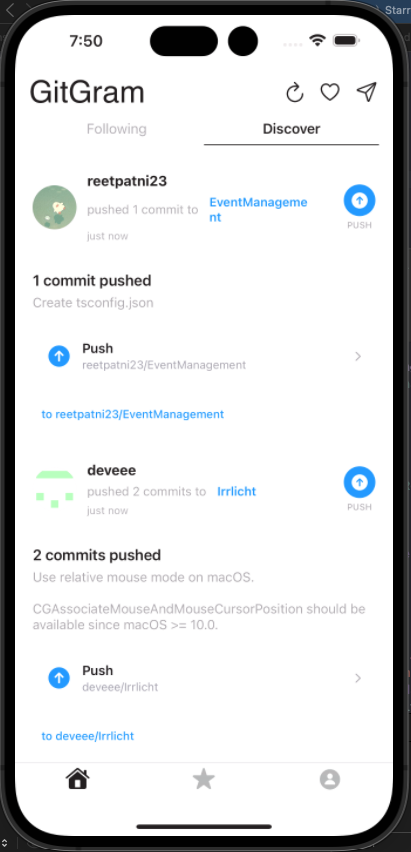 Starr
7:50
GitGram
Following
Discover
reetpatni23
pushed 1 commit to
EventManageme
nt
just now
PUSH
1 commit pushed
Create tsconfig.json
Push
reetpatni23/EventManagement
to reetpatni23/EventManagement
deveee
pushed 2 commits to
Irrlicht
just now
PUSH
2 commits pushed
Use relative mouse mode on macOS.
CGAssociateMouseAndMouseCursorPosition should be
available since macOS >= 10.0.
Push
deveee/Irrlicht
to deveee/Irrlicht